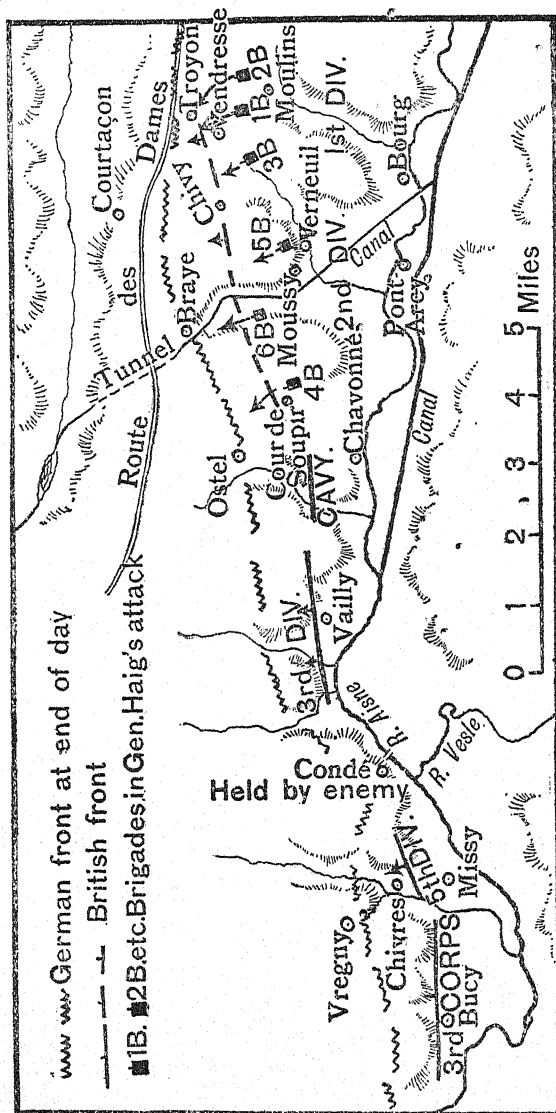 German front at end of day
British front
1B. 2B.etc.Brigades in Gen.Haig's attack
Courtaçon
Route des Dames
Tunnel
Braye
Chivy
Troyon
Vendresse
1B
2B
Moulins
3B
5B
Verneuil
1st DIV.
Ostel
6B
Moussy
2nd DIV.
Canal
Bourg
4B
Cour de
Soupir
CAVY.
Chavonne
Pont-
Arcy
Canal
3rd DIV.
Vailly
Condé
Held by enemy
R. Aisne
R. Vesle
Vregny
Chivres
5th DIV.
Missy
3rd CORPS
Bucy
0 1 2 3 4 5 Miles